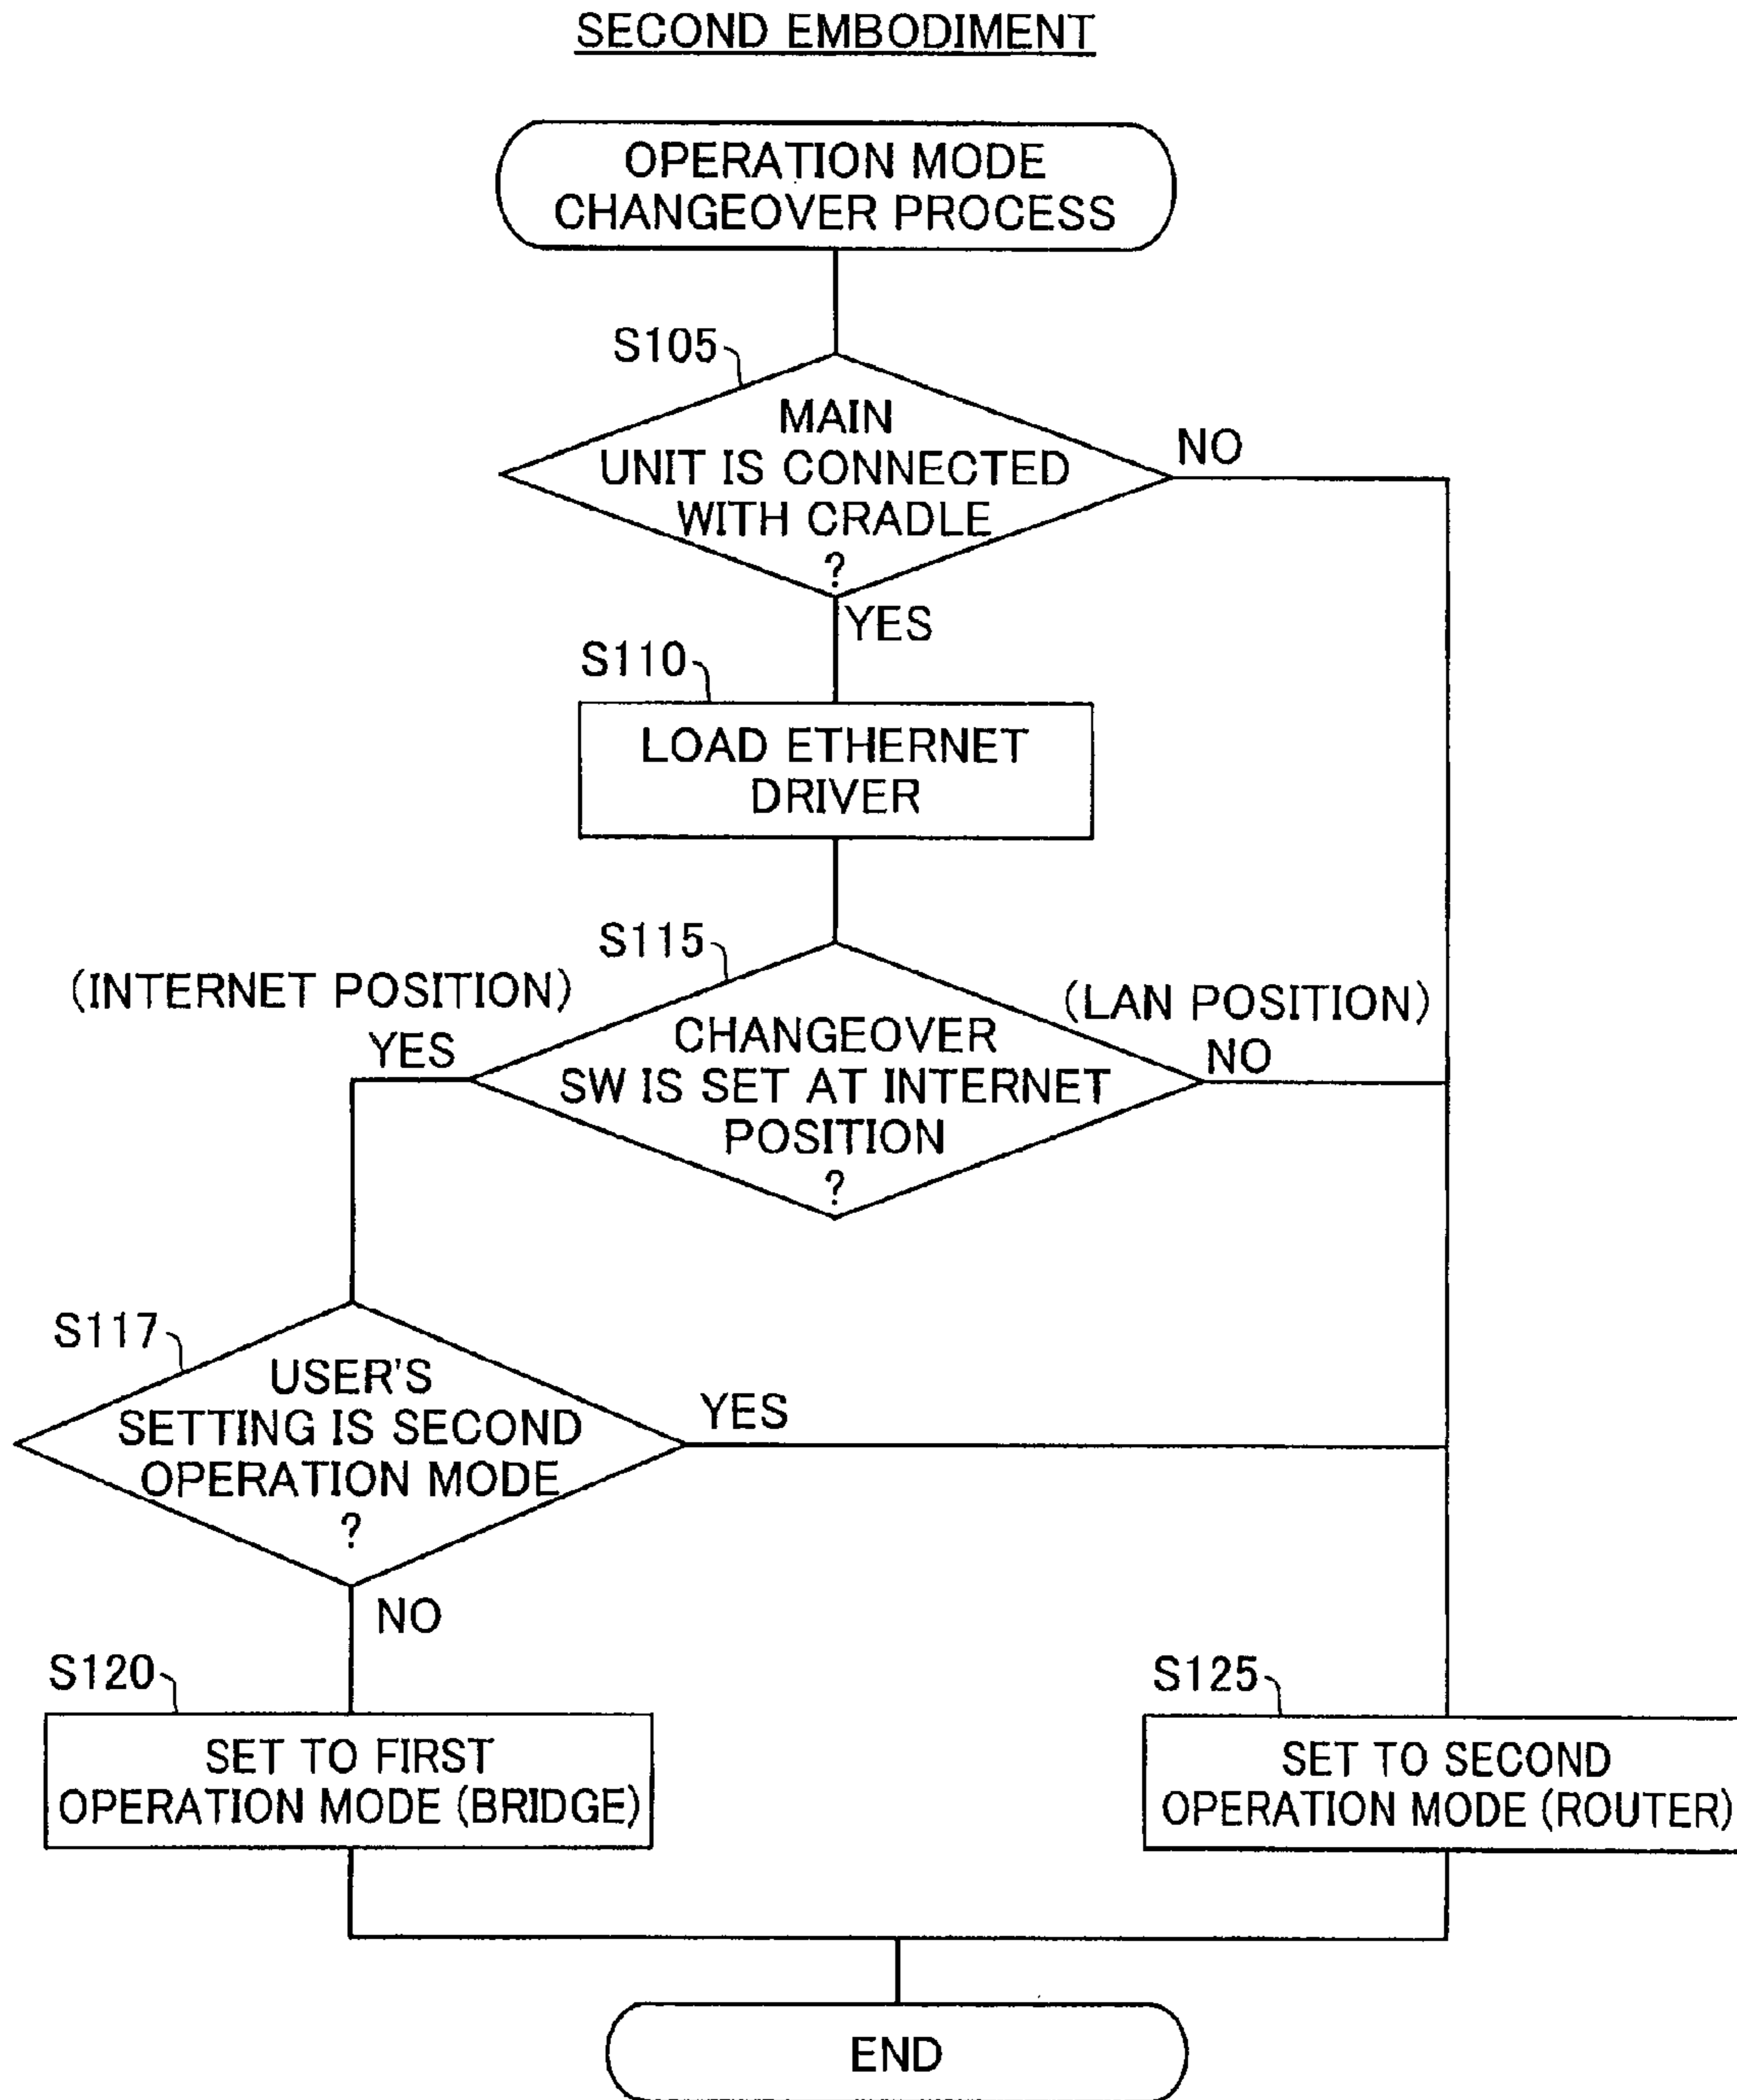 SECOND EMBODIMENT
OPERATION MODE
CHANGEOVER PROCESS
S105
MAIN
UNIT IS CONNECTED
WITH CRADLE
?
NO
YES
S110
LOAD ETHERNET
DRIVER
S115
(INTERNET POSITION)
YES
CHANGEOVER
SW IS SET AT INTERNET
POSITION
?
(LAN POSITION)
NO
S117
USER'S
SETTING IS SECOND
OPERATION MODE
?
YES
NO
S120
SET TO FIRST
OPERATION MODE (BRIDGE)
S125
SET TO SECOND
OPERATION MODE (ROUTER)
END